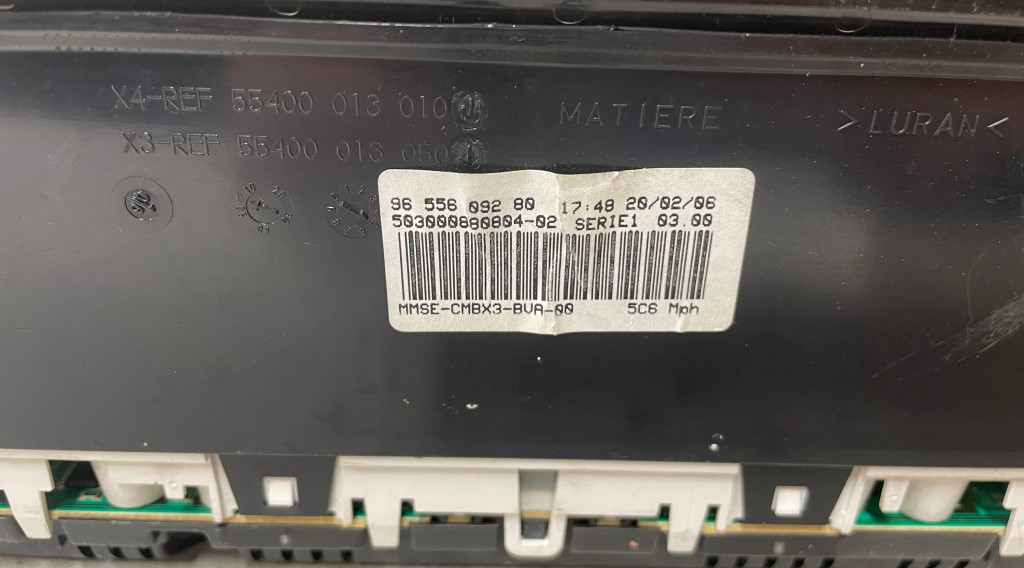 X4-REF 55400 013 010
MATIERE
>LURAN<
X3-REF 55400 013 050
96 556 092 80 17:48 20/02/06
503000880804-02 SERIE1 03.00
MMSE-CMBX3-BVA-00 5C6 Mph